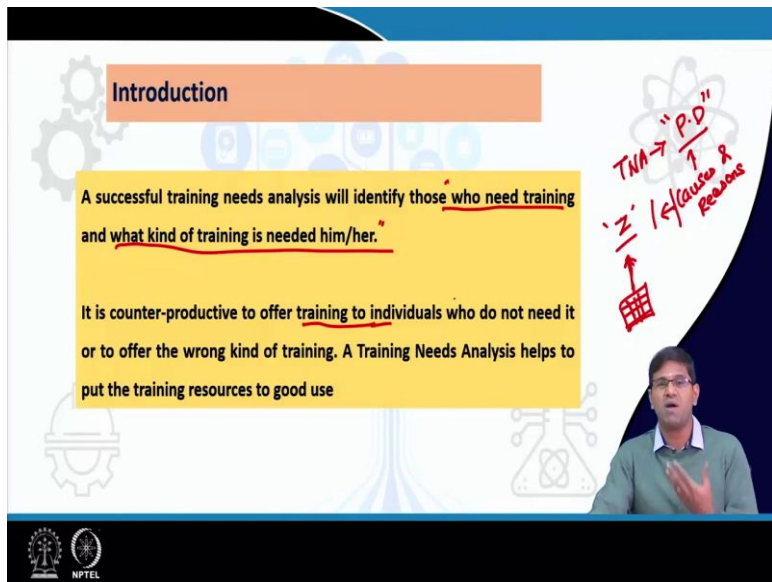 Introduction
A successful training needs analysis will identify those who need training
and what kind of training is needed him/her."
It is counter-productive to offer training to individuals who do not need it
or to offer the wrong kind of training. A Training Needs Analysis helps to
put the training resources to good use
TNA → "P.D"
Causes &
Reasons
'Z'
NPTEL